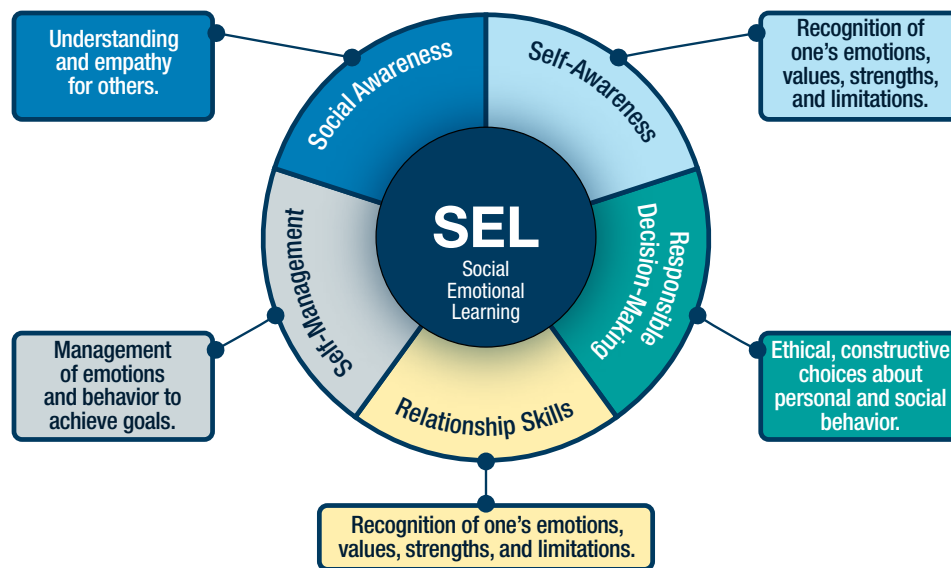 Understanding
and empathy
for others.
Social Awareness
Self-Awareness
Recognition of
one’s emotions,
values, strengths,
and limitations.
SEL
Social
Emotional
Learning
Self-Management
Responsible
Decision-Making
Management
of emotions
and behavior to
achieve goals.
Relationship Skills
Ethical, constructive
choices about
personal and social
behavior.
Recognition of one’s emotions,
values, strengths, and limitations.